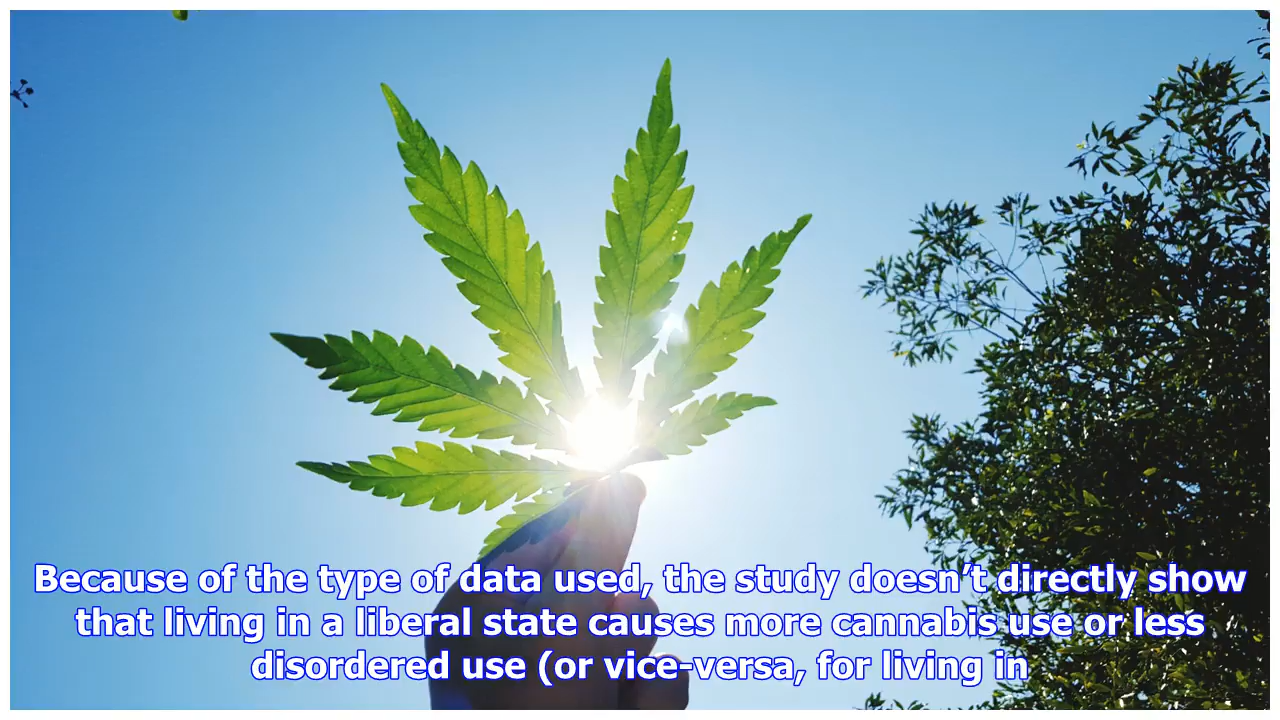 Because of the type of data used, the study doesn’t directly show
that living in a liberal state causes more cannabis use or less
disordered use (or vice-versa, for living in